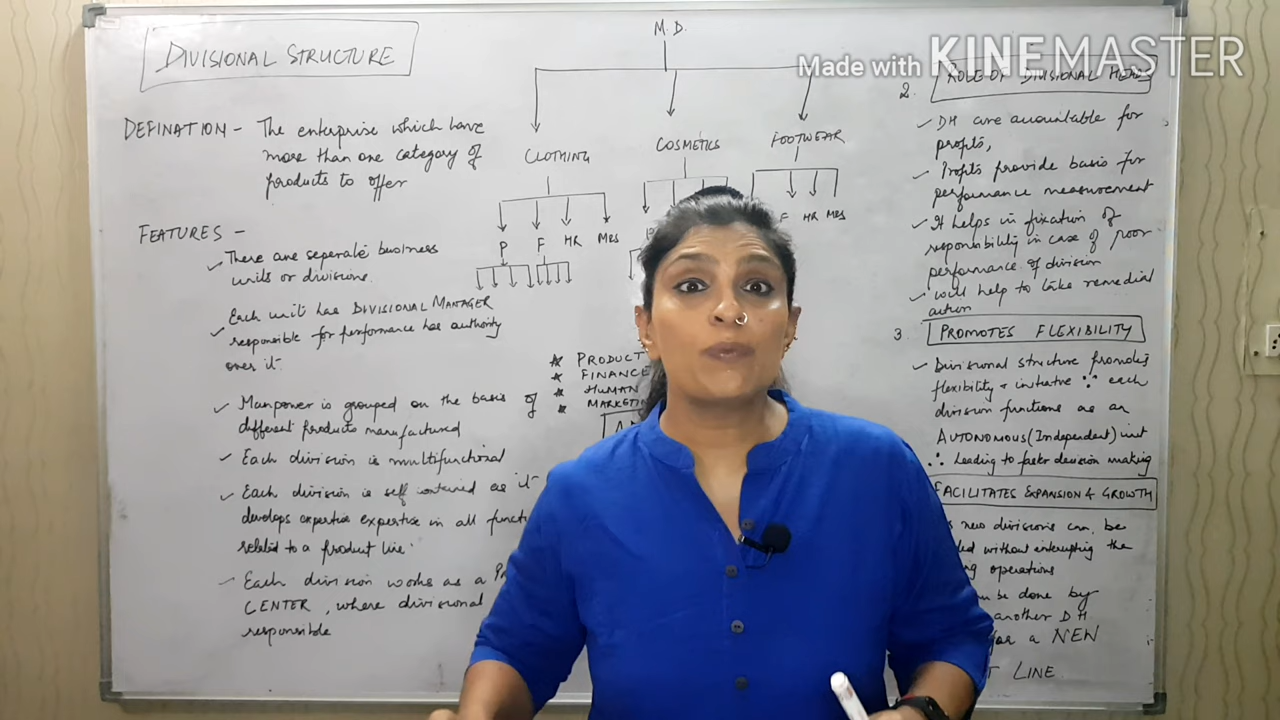 DIVISIONAL STRUCTURE
M.D.
Made with KINEMASTER
DEFINATION - The enterprise which have
more than one category of
products to offer
CLOTHING
COSMETICS
FOOTWEAR
P F HR MRS
F HR MRS
FEATURES -
There are seperate business
units or divisions.
Each unit has DIVISIONAL MANAGER
responsible for performance has authority
over it.
Manpower is grouped on the basis of
different products manufactured
Each division is multifunctional
Each division is self contained as it
develops expertise expertise in all
related to a product line.
Each division works as a
CENTER, where divisional
responsible
PRODUCT
FINANCE
HUMAN
2. ROLE OF DIVISIONAL HEADS
DH are accountable for
profits,
Profits provide basis for
performance measurement
It helps in fixation of
responsibility in case of poor
performance of division
Will help to take remedial
action
3. PROMOTES FLEXIBILITY
Divisional structure promotes
flexibility & initiative ∵ each
division functions as an
AUTONOMOUS (Independent) unit
∴ Leading to faster decision making
FACILITATES EXPANSION & GROWTH
new divisions can be
without interupting the
operations
be done by
another DH
for a NEW
LINE